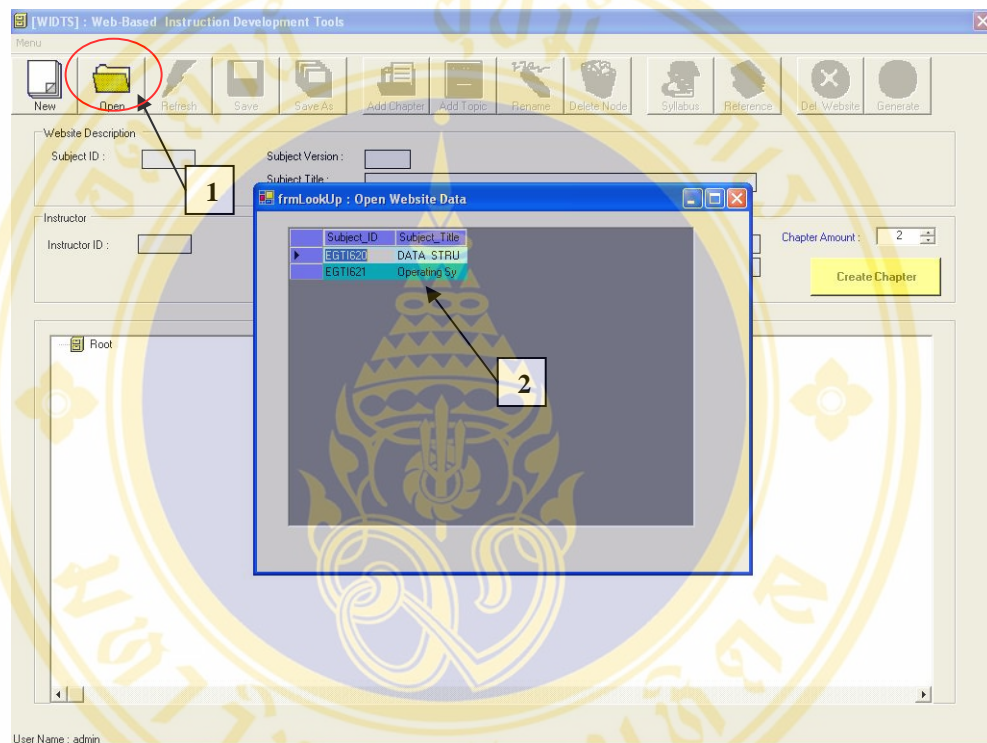 [WIDTS] : Web-Based Instruction Development Tools
Menu
New Open Refresh Save Save As Add Chapter Add Topic Rename Delete Node Syllabus Reference Del. Website Generate
Website Description
Subject ID :
Subject Version :
Subject Title :
1
frmLookUp : Open Website Data
Instructor
Instructor ID :
Chapter Amount : 2
Create Chapter
Subject_ID Subject_Title
EGTI620 DATA STRU
EGTI621 Operating Sy
2
Root
User Name : admin